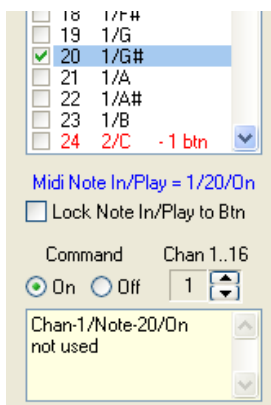 18 1/F#
19 1/G
20 1/G#
21 1/A
22 1/A#
23 1/B
24 2/C - 1 btn
Midi Note In/Play = 1/20/On
Lock Note In/Play to Btn
Command Chan 1..16
On Off 1
Chan-1/Note-20/On
not used